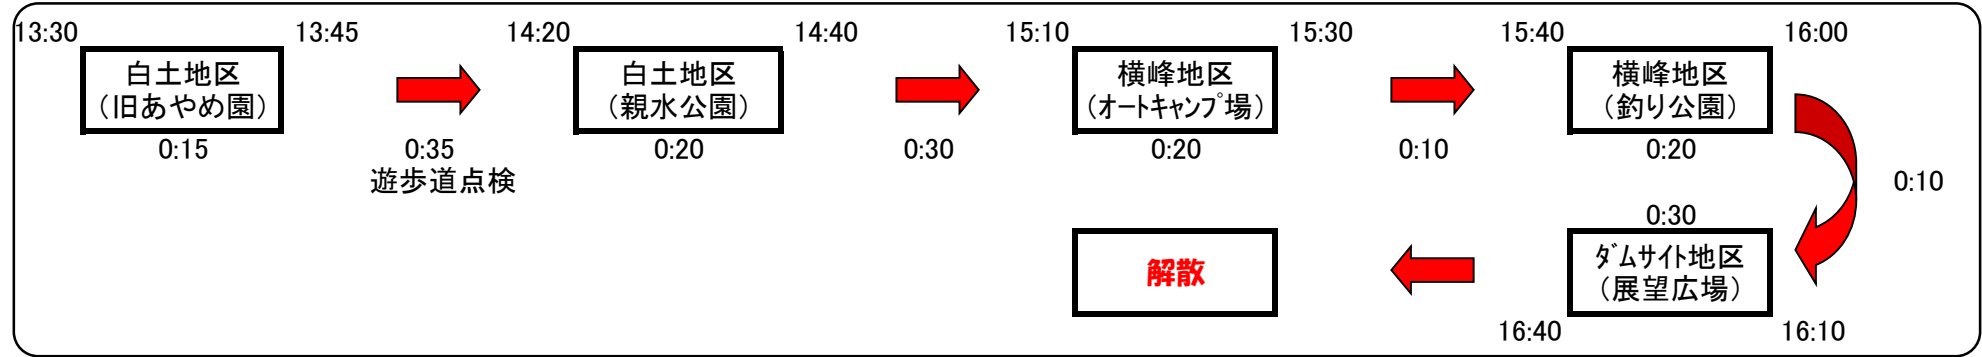 13:30 13:45 14:20 14:40 15:10 15:30 15:40 16:00
白土地区 白土地区 横峰地区 横峰地区
（旧あやめ園） （親水公園） （ｵｰﾄｷｬﾝﾌﾟ場） （釣り公園）
0:15 0:35 0:20 0:30 0:20 0:10 0:20
遊歩道点検
0:10
0:30
解散 ﾀﾞﾑｻｲﾄ地区
（展望広場）
16:40 16:10